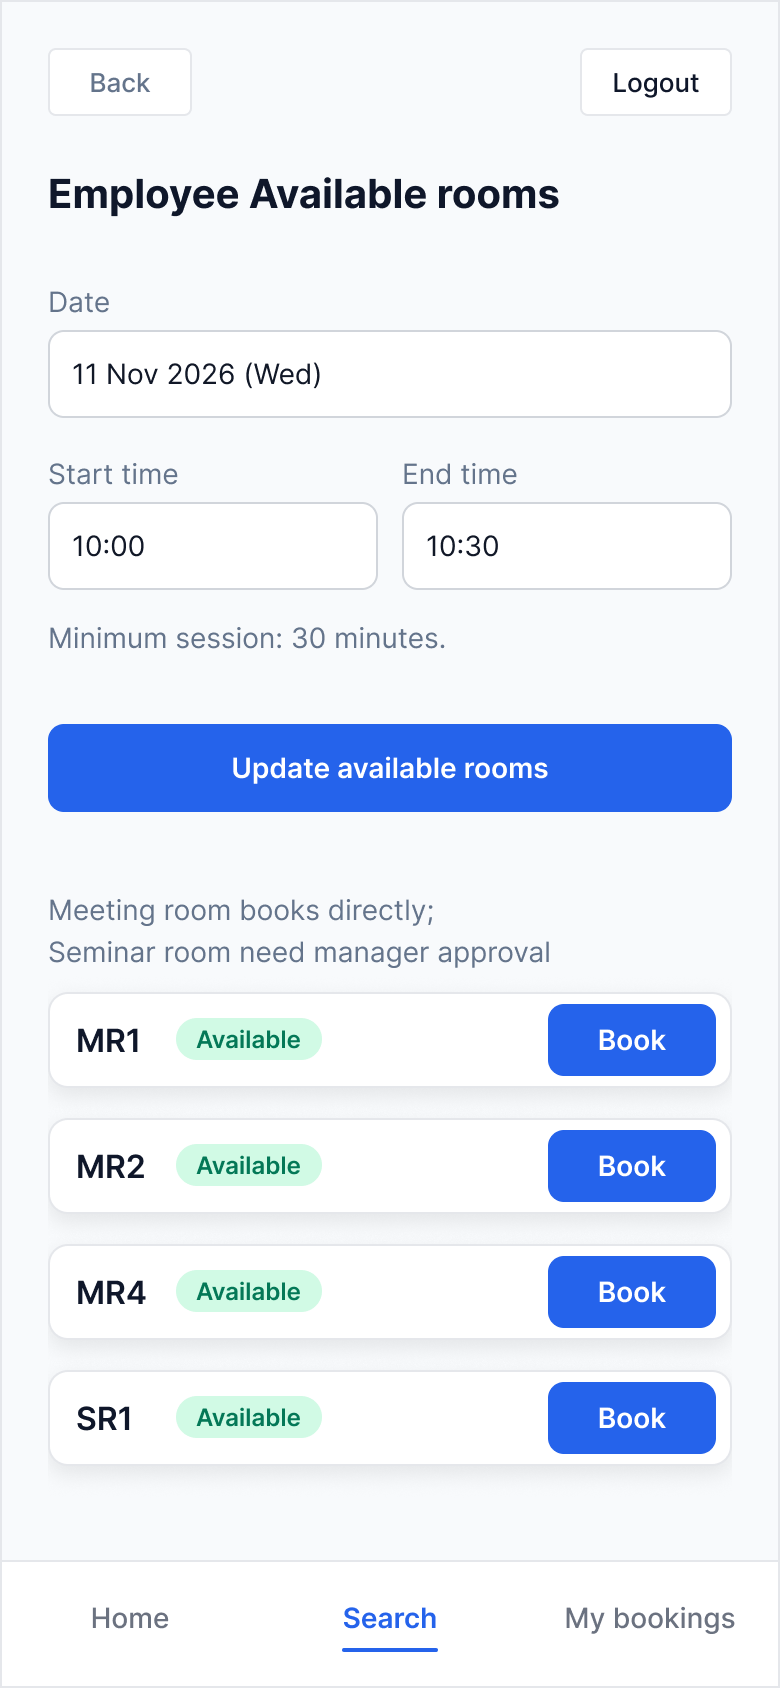 Back
Logout
Employee Available rooms
Date
11 Nov 2026 (Wed)
Start time
End time
10:00
10:30
Minimum session: 30 minutes.
Update available rooms
Meeting room books directly;
Seminar room need manager approval
MR1 Available Book
MR2 Available Book
MR4 Available Book
SR1 Available Book
Home Search My bookings